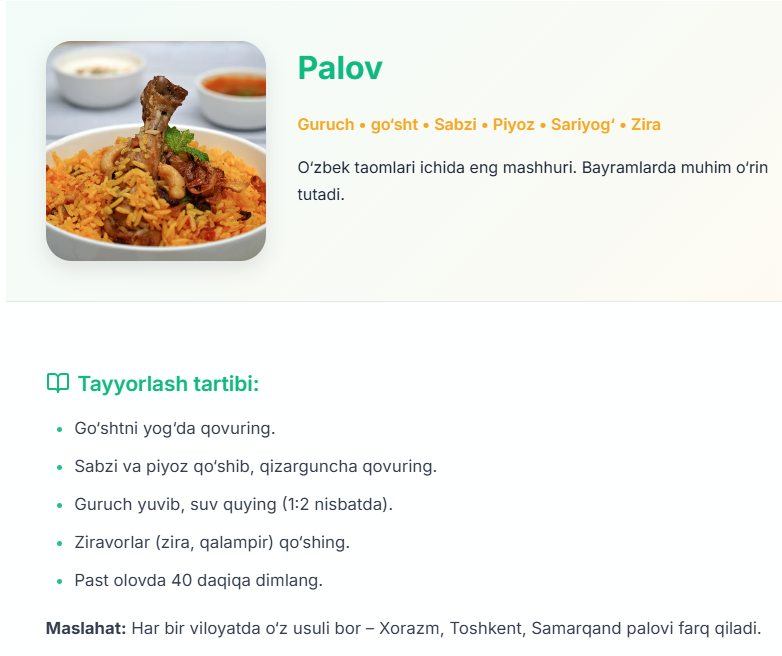 Palov
Guruch • go‘sht • Sabzi • Piyoz • Sariyog‘ • Zira
O‘zbek taomlari ichida eng mashhuri. Bayramlarda muhim o‘rin
tutadi.
Tayyorlash tartibi:
• Go‘shtni yog‘da qovuring.
• Sabzi va piyoz qo‘shib, qizarguncha qovuring.
• Guruch yuvib, suv quying (1:2 nisbatda).
• Ziravorlar (zira, qalampir) qo‘shing.
• Past olovda 40 daqiqa dimlang.
Maslahat: Har bir viloyatda o‘z usuli bor – Xorazm, Toshkent, Samarqand palovi farq qiladi.